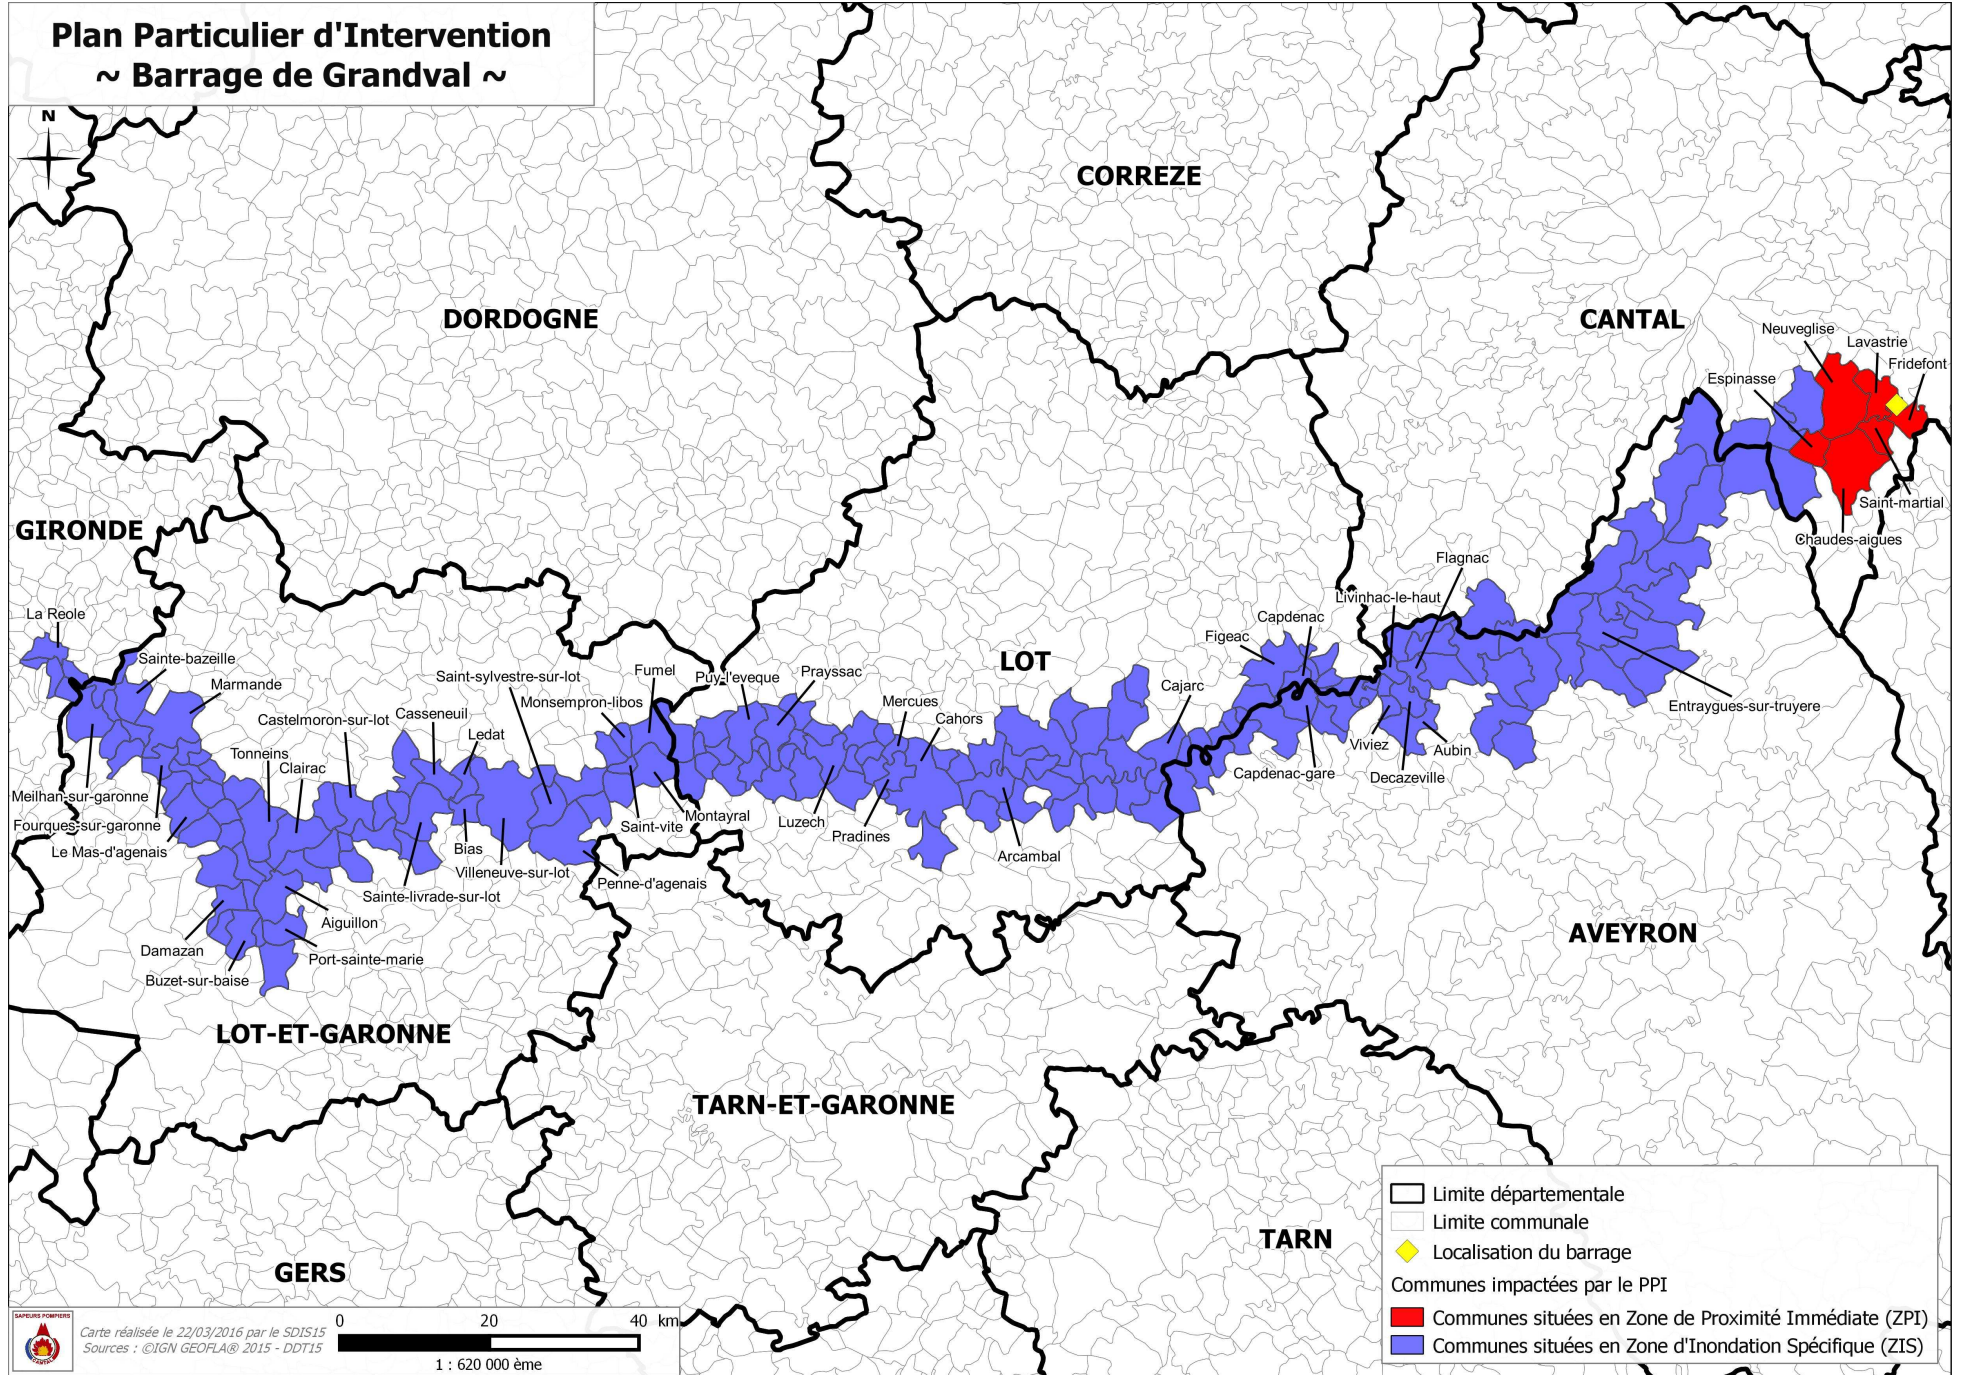 Plan Particulier d'Intervention
~ Barrage de Grandval ~
N
CORREZE
DORDOGNE
CANTAL
Neuveglise
Lavastrie
Fridefont
Espinasse
Saint-martial
Chaudes-aigues
GIRONDE
Flagnac
Livinhac-le-haut
La Reole
Capdenac
Figeac
Sainte-bazeille
LOT
Marmande
Saint-sylvestre-sur-lot
Fumel
Puy-l'eveque
Prayssac
Cajarc
Monsempron-libos
Mercues
Castelmoron-sur-lot
Casseneuil
Cahors
Entraygues-sur-truyere
Ledat
Tonneins
Clairac
Viviez
Aubin
Capdenac-gare
Decazeville
Meilhan-sur-garonne
Fourques-sur-garonne
Saint-vite
Montayral
Luzech
Pradines
Le Mas-d'agenais
Bias
Arcambal
Villeneuve-sur-lot
Penne-d'agenais
Sainte-livrade-sur-lot
Aiguillon
AVEYRON
Damazan
Port-sainte-marie
Buzet-sur-baise
LOT-ET-GARONNE
TARN-ET-GARONNE
TARN
GERS
Limite départementale
Limite communale
Localisation du barrage
Communes impactées par le PPI
Communes situées en Zone de Proximité Immédiate (ZPI)
Communes situées en Zone d'Inondation Spécifique (ZIS)
SAPEURS POMPIERS
CANTAL
Carte réalisée le 22/03/2016 par le SDIS15
Sources : ©IGN GEOFLA® 2015 - DDT15
0 20 40 km
1 : 620 000 ème